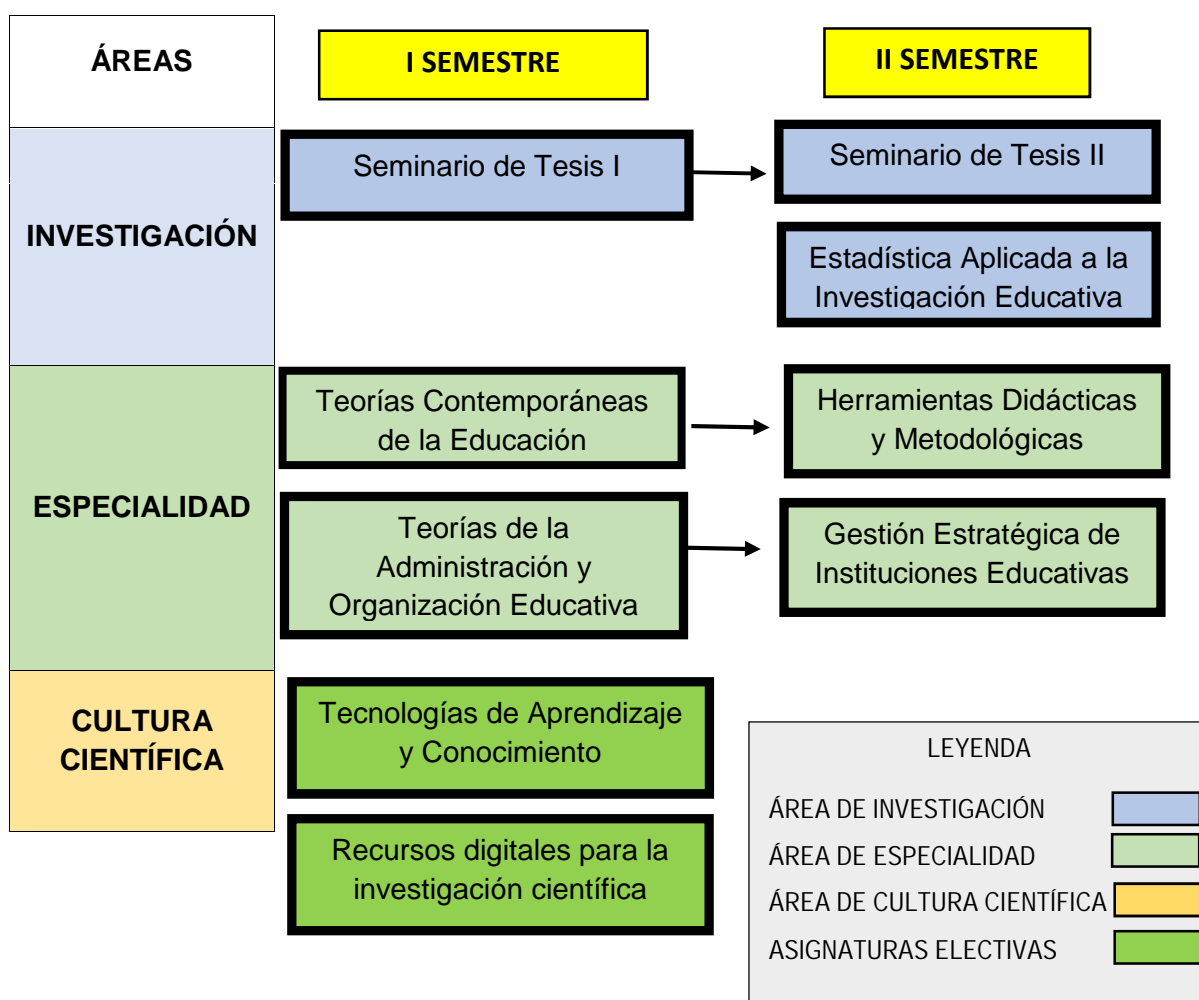 ÁREAS
I SEMESTRE
II SEMESTRE
INVESTIGACIÓN
Seminario de Tesis I
Seminario de Tesis II
Estadística Aplicada a la
Investigación Educativa
ESPECIALIDAD
Teorías Contemporáneas
de la Educación
Herramientas Didácticas
y Metodológicas
Teorías de la
Administración y
Organización Educativa
Gestión Estratégica de
Instituciones Educativas
CULTURA
CIENTÍFICA
Tecnologías de Aprendizaje
y Conocimiento
Recursos digitales para la
investigación científica
LEYENDA
ÁREA DE INVESTIGACIÓN
ÁREA DE ESPECIALIDAD
ÁREA DE CULTURA CIENTÍFICA
ASIGNATURAS ELECTIVAS